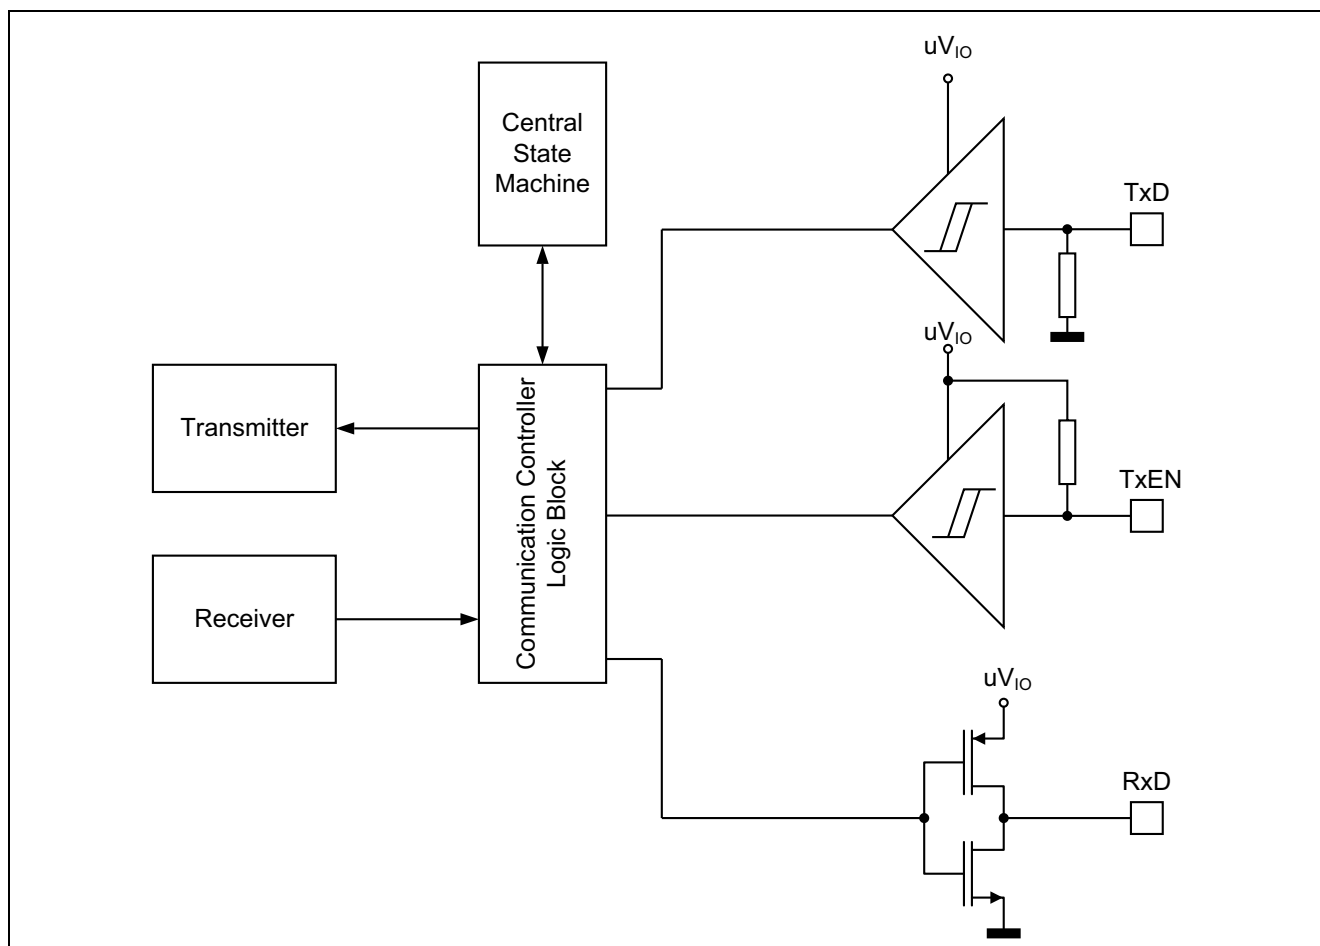 uV_IO
Central
State
Machine
TxD
uV_IO
Transmitter
Communication Controller
Logic Block
TxEN
Receiver
uV_IO
RxD